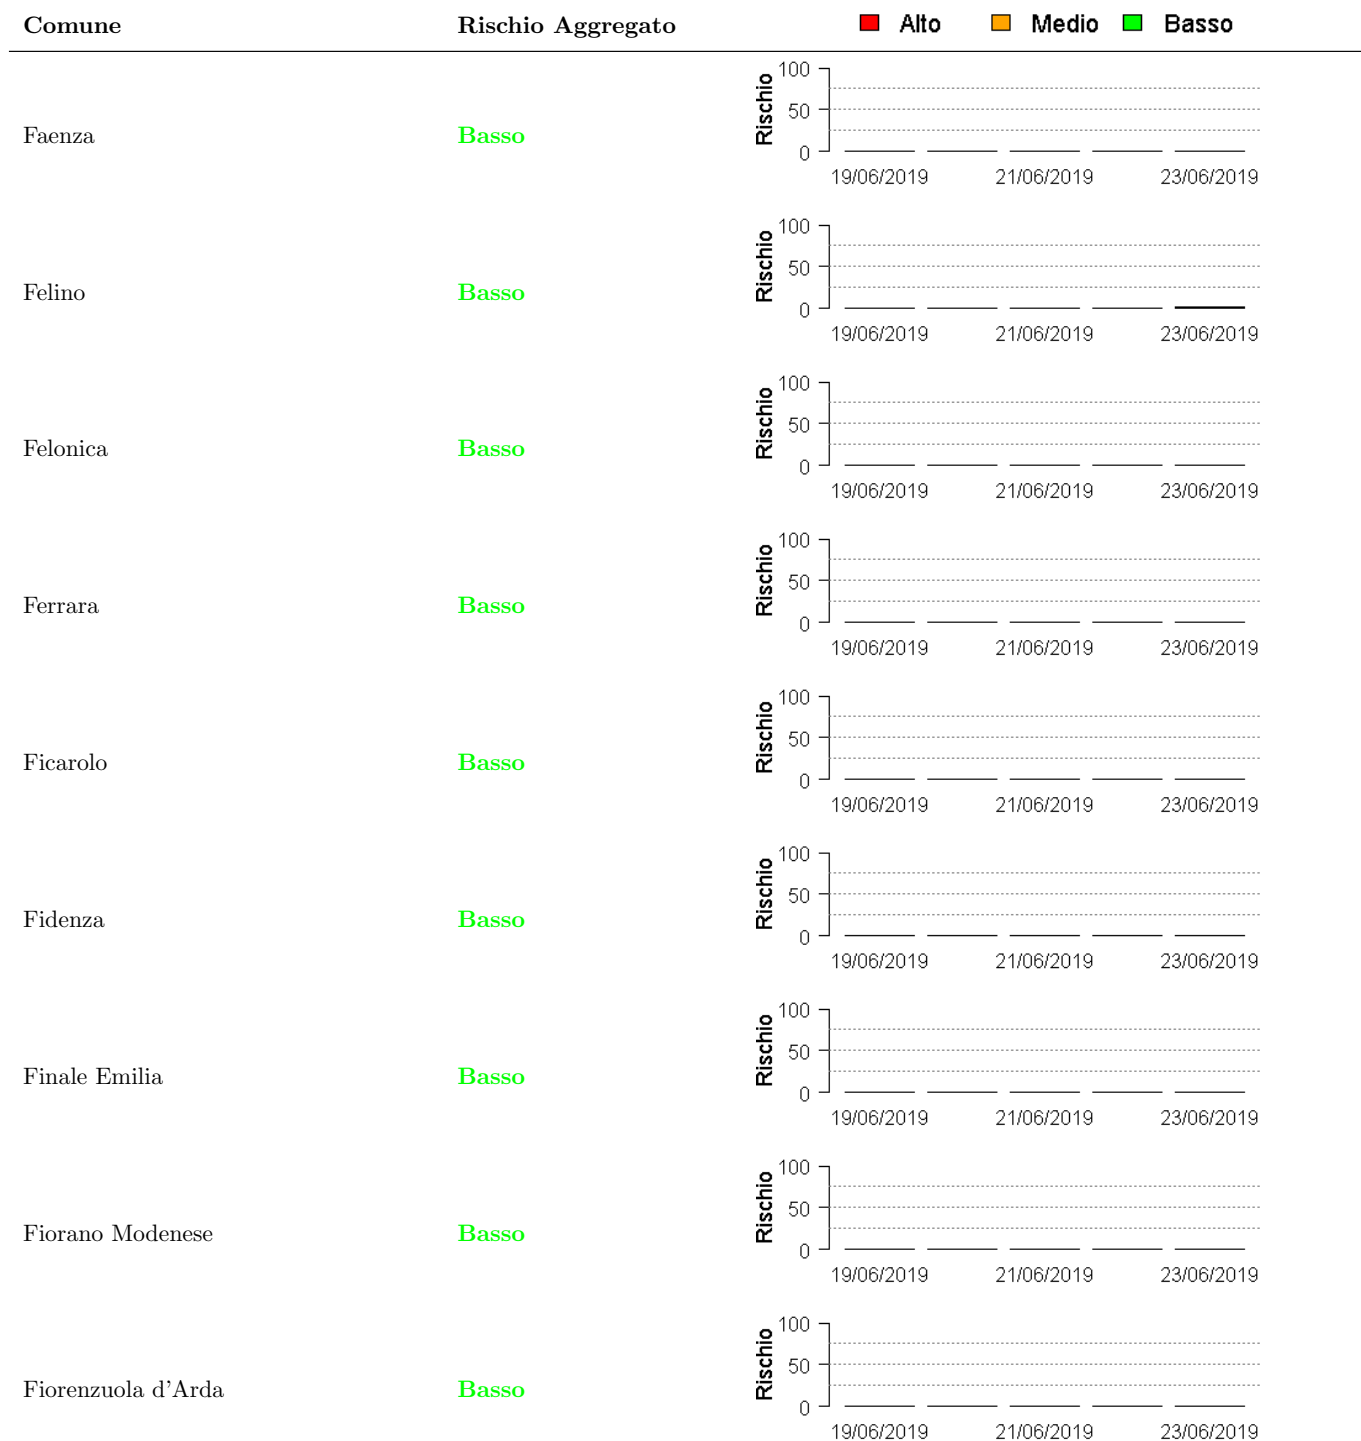 Comune Rischio Aggregato Alto Medio Basso
Faenza Basso
Rischio
100
50
0
19/06/2019 21/06/2019 23/06/2019
Felino Basso
Rischio
100
50
0
19/06/2019 21/06/2019 23/06/2019
Felonica Basso
Rischio
100
50
0
19/06/2019 21/06/2019 23/06/2019
Ferrara Basso
Rischio
100
50
0
19/06/2019 21/06/2019 23/06/2019
Ficarolo Basso
Rischio
100
50
0
19/06/2019 21/06/2019 23/06/2019
Fidenza Basso
Rischio
100
50
0
19/06/2019 21/06/2019 23/06/2019
Finale Emilia Basso
Rischio
100
50
0
19/06/2019 21/06/2019 23/06/2019
Fiorano Modenese Basso
Rischio
100
50
0
19/06/2019 21/06/2019 23/06/2019
Fiorenzuola d'Arda Basso
Rischio
100
50
0
19/06/2019 21/06/2019 23/06/2019